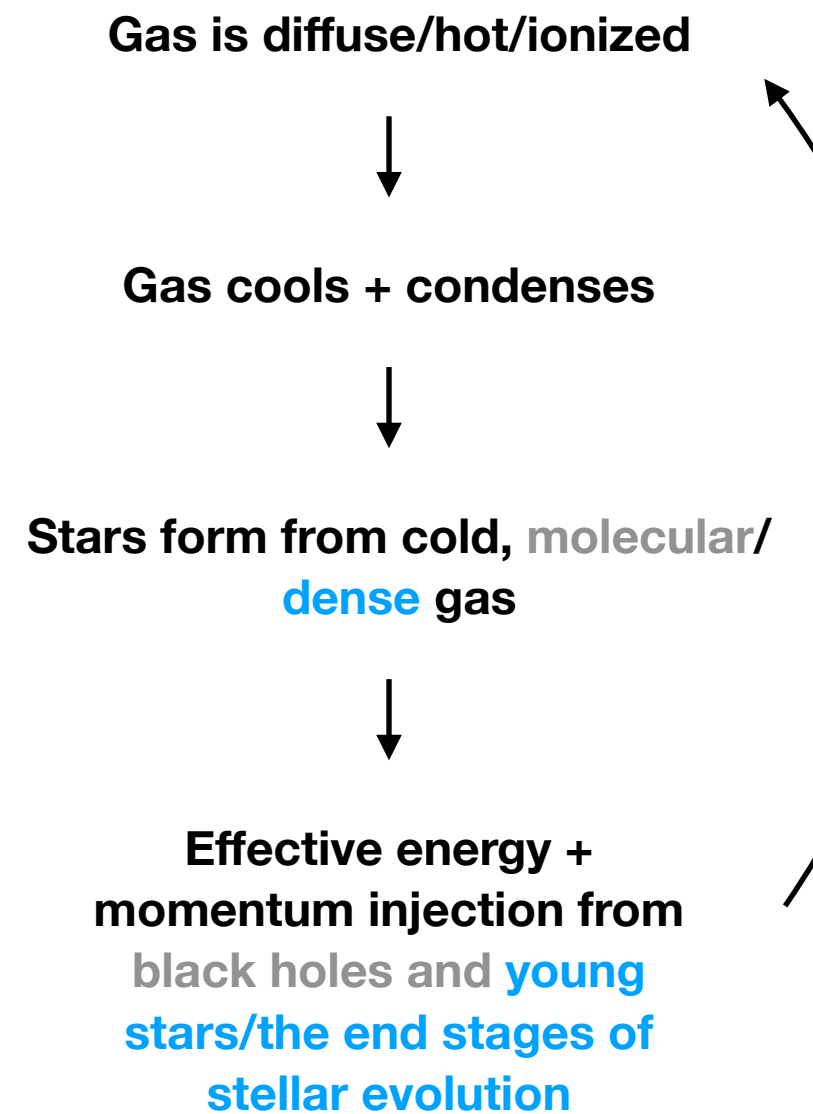 Gas is diffuse/hot/ionized
Gas cools + condenses
Stars form from cold, molecular/
dense gas
Effective energy +
momentum injection from
black holes and young
stars/the end stages of
stellar evolution